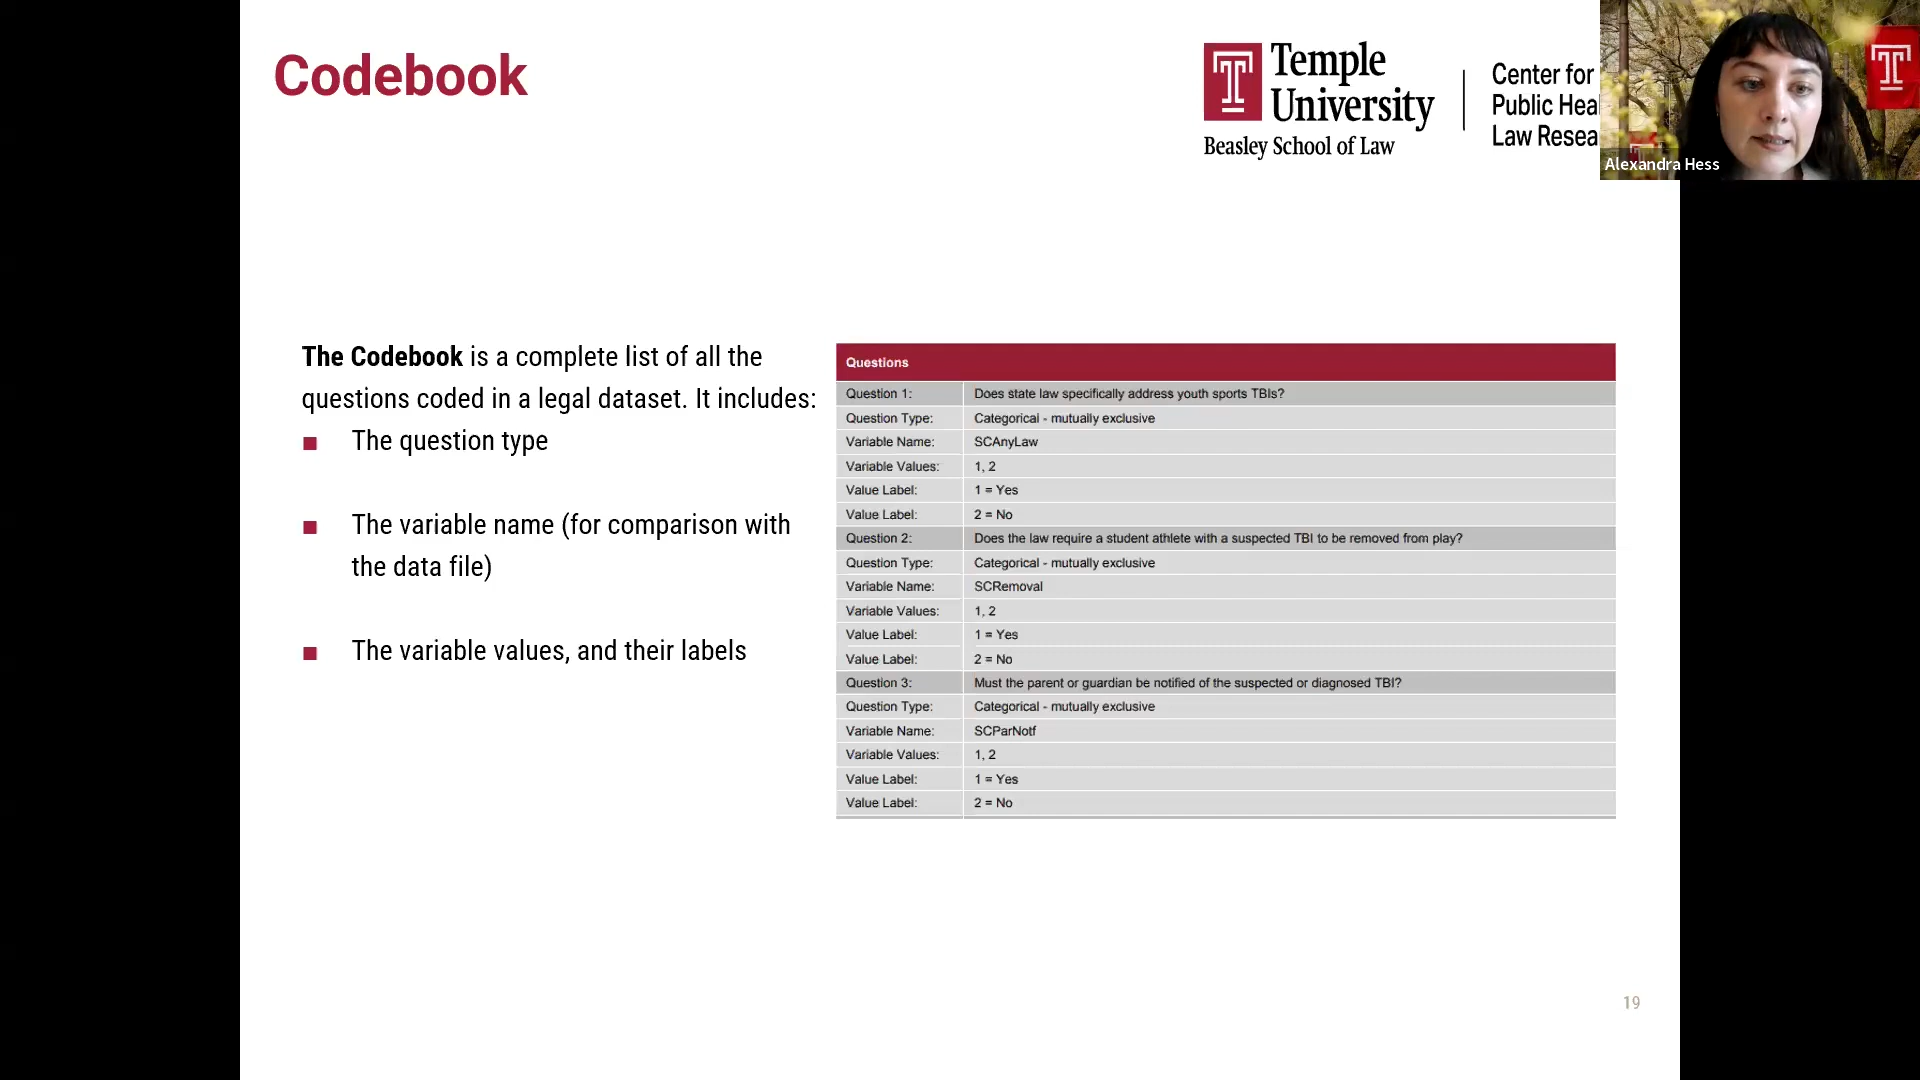 Codebook
Temple
University
Beasley School of Law
Center for
Public Hea
Law Resea
Alexandra Hess
The Codebook is a complete list of all the
questions coded in a legal dataset. It includes:
■ The question type
■ The variable name (for comparison with
the data file)
■ The variable values, and their labels
Questions
Question 1: Does state law specifically address youth sports TBIs?
Question Type: Categorical - mutually exclusive
Variable Name: SCAnyLaw
Variable Values: 1, 2
Value Label: 1 = Yes
Value Label: 2 = No
Question 2: Does the law require a student athlete with a suspected TBI to be removed from play?
Question Type: Categorical - mutually exclusive
Variable Name: SCRemoval
Variable Values: 1, 2
Value Label: 1 = Yes
Value Label: 2 = No
Question 3: Must the parent or guardian be notified of the suspected or diagnosed TBI?
Question Type: Categorical - mutually exclusive
Variable Name: SCParNotf
Variable Values: 1, 2
Value Label: 1 = Yes
Value Label: 2 = No
19